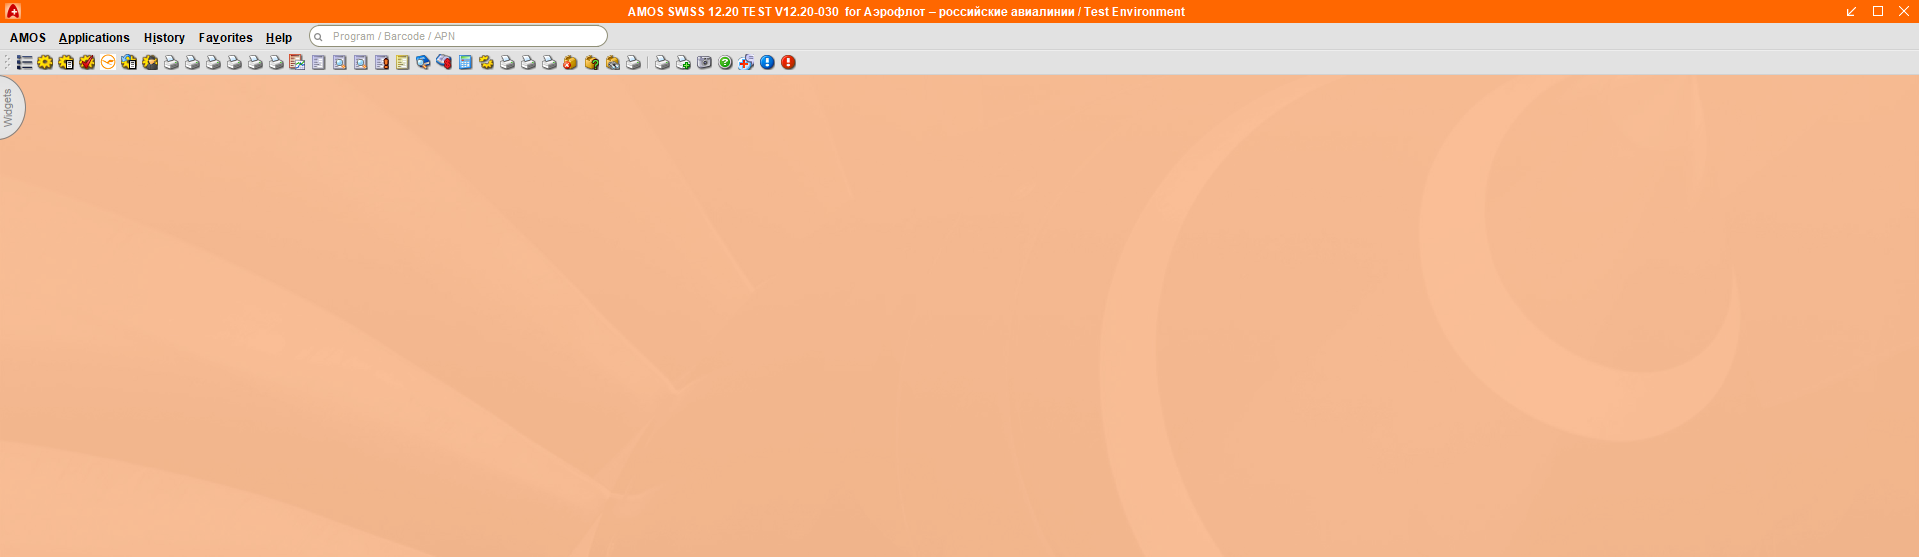 AMOS SWISS 12.20 TEST V12.20-030 for Аэрофлот – российские авиалинии / Test Environment
AMOS Applications History Favorites Help Program / Barcode / APN
Widgets